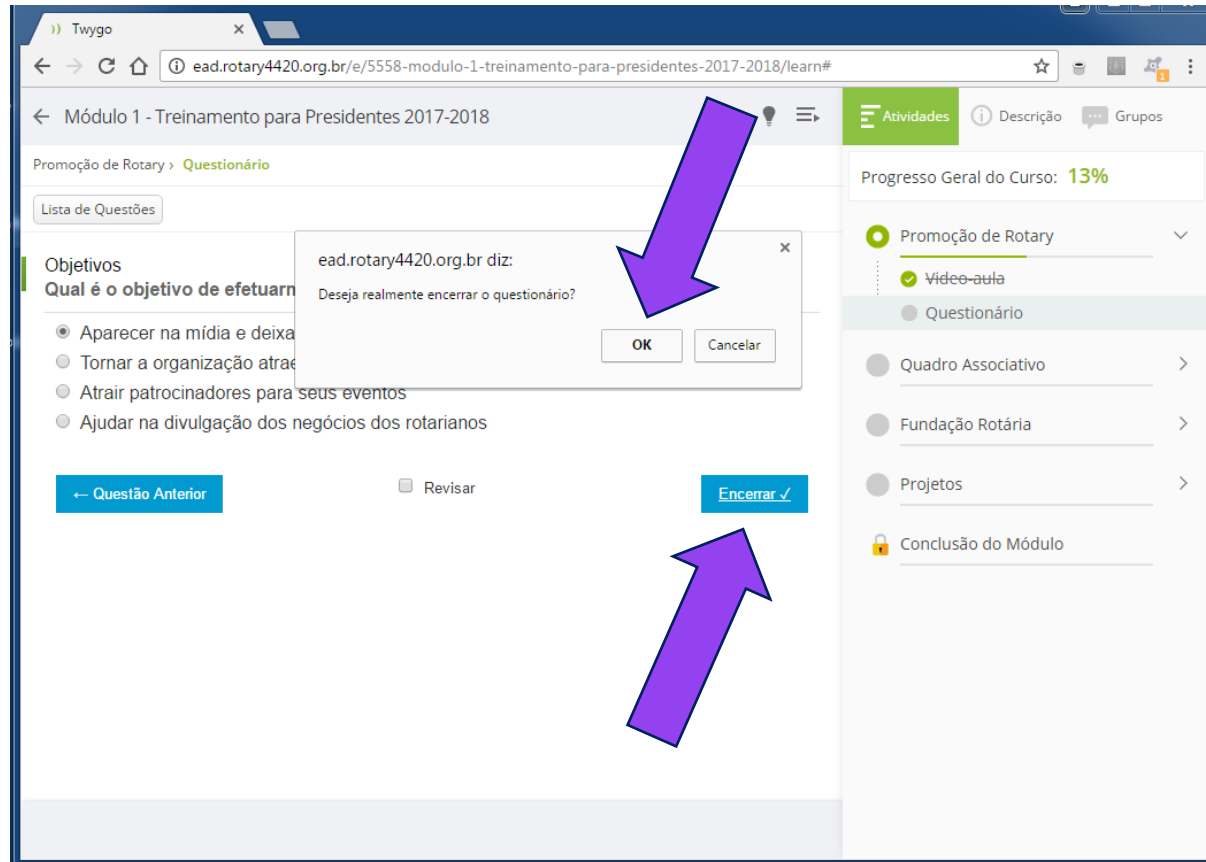 Twygo
ead.rotary4420.org.br/e/5558-modulo-1-treinamento-para-presidentes-2017-2018/learn#
Módulo 1 - Treinamento para Presidentes 2017-2018
Promoção de Rotary › Questionário
Lista de Questões
Objetivos
Qual é o objetivo de
Aparecer na mídia e
Tornar a organização
Atrair patrocinadores para seus eventos
Ajudar na divulgação dos negócios dos rotarianos
← Questão Anterior
Revisar
Encerrar ✓
ead.rotary4420.org.br diz:
Deseja realmente encerrar o questionário?
OK
Cancelar
Atividades
Descrição
Grupos
Progresso Geral do Curso: 13%
Promoção de Rotary
Video-aula
Questionário
Quadro Associativo
Fundação Rotária
Projetos
Conclusão do Módulo
1